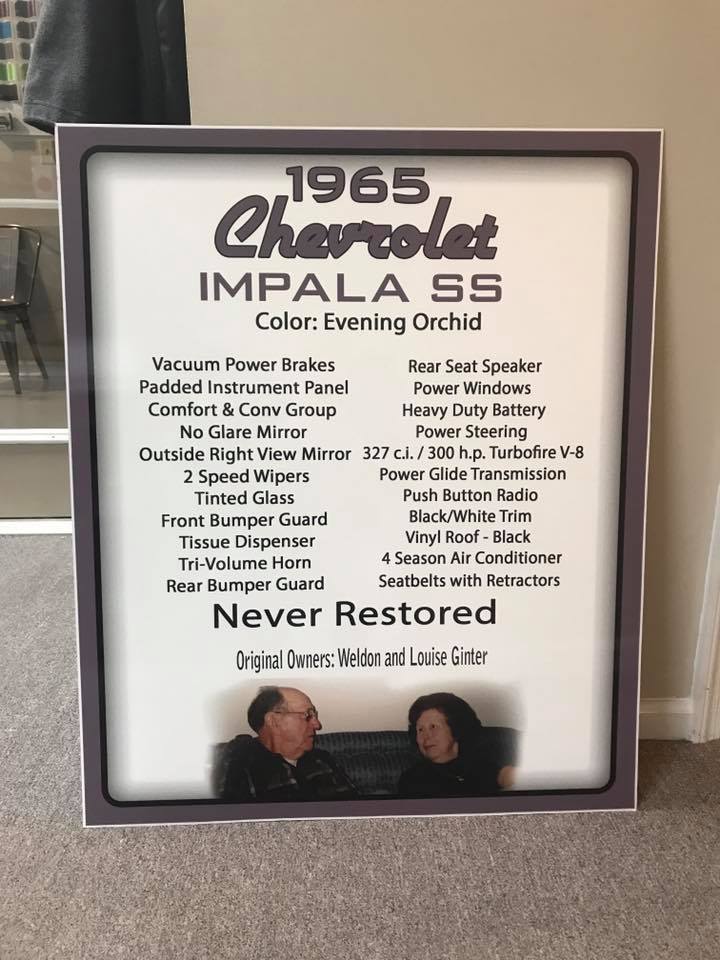 1965
Chevrolet
IMPALA SS
Color: Evening Orchid
Vacuum Power Brakes
Padded Instrument Panel
Comfort & Conv Group
No Glare Mirror
Outside Right View Mirror
2 Speed Wipers
Tinted Glass
Front Bumper Guard
Tissue Dispenser
Tri-Volume Horn
Rear Bumper Guard
Rear Seat Speaker
Power Windows
Heavy Duty Battery
Power Steering
327 c.i. / 300 h.p. Turbofire V-8
Power Glide Transmission
Push Button Radio
Black/White Trim
Vinyl Roof - Black
4 Season Air Conditioner
Seatbelts with Retractors
Never Restored
Original Owners: Weldon and Louise Ginter